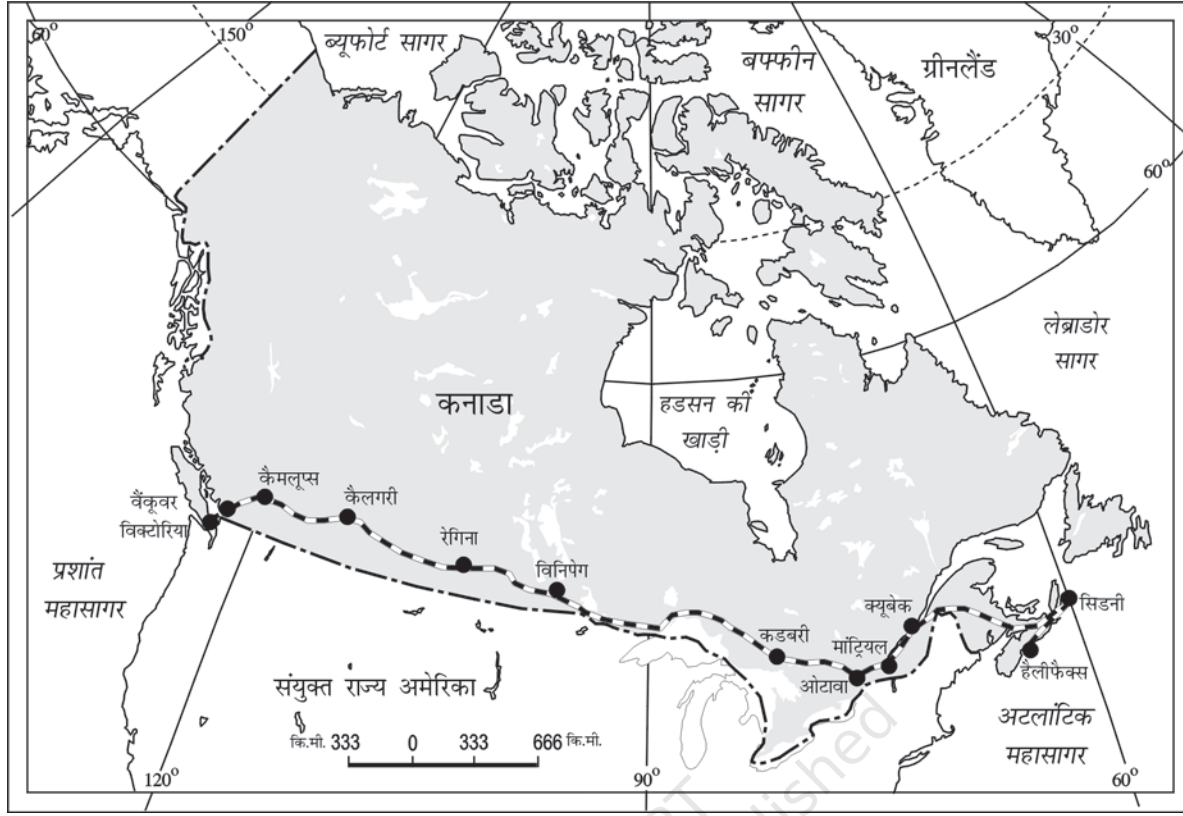 60°
150°
ब्यूफोर्ट सागर
बफ्फीन
सागर
ग्रीनलैंड
30°
60°
लेब्राडोर
सागर
कनाडा
हडसन की
खाड़ी
वैंकूवर
विक्टोरिया
कैमलूप्स
कैलगरी
रेगिना
विनिपेग
प्रशांत
महासागर
कडबरी
ओटावा
मांट्रियल
क्यूबेक
सिडनी
हैलीफैक्स
संयुक्त राज्य अमेरिका
अटलांटिक
महासागर
कि.मी. 333 0 333 666 कि.मी.
120°
90°
60°